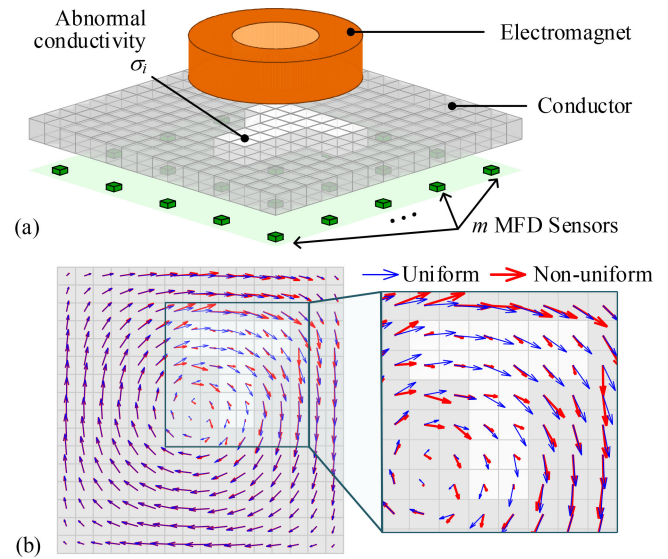 (a)
Abnormal
conductivity
σᵢ
Electromagnet
Conductor
m MFD Sensors
(b)
Uniform
Non-uniform